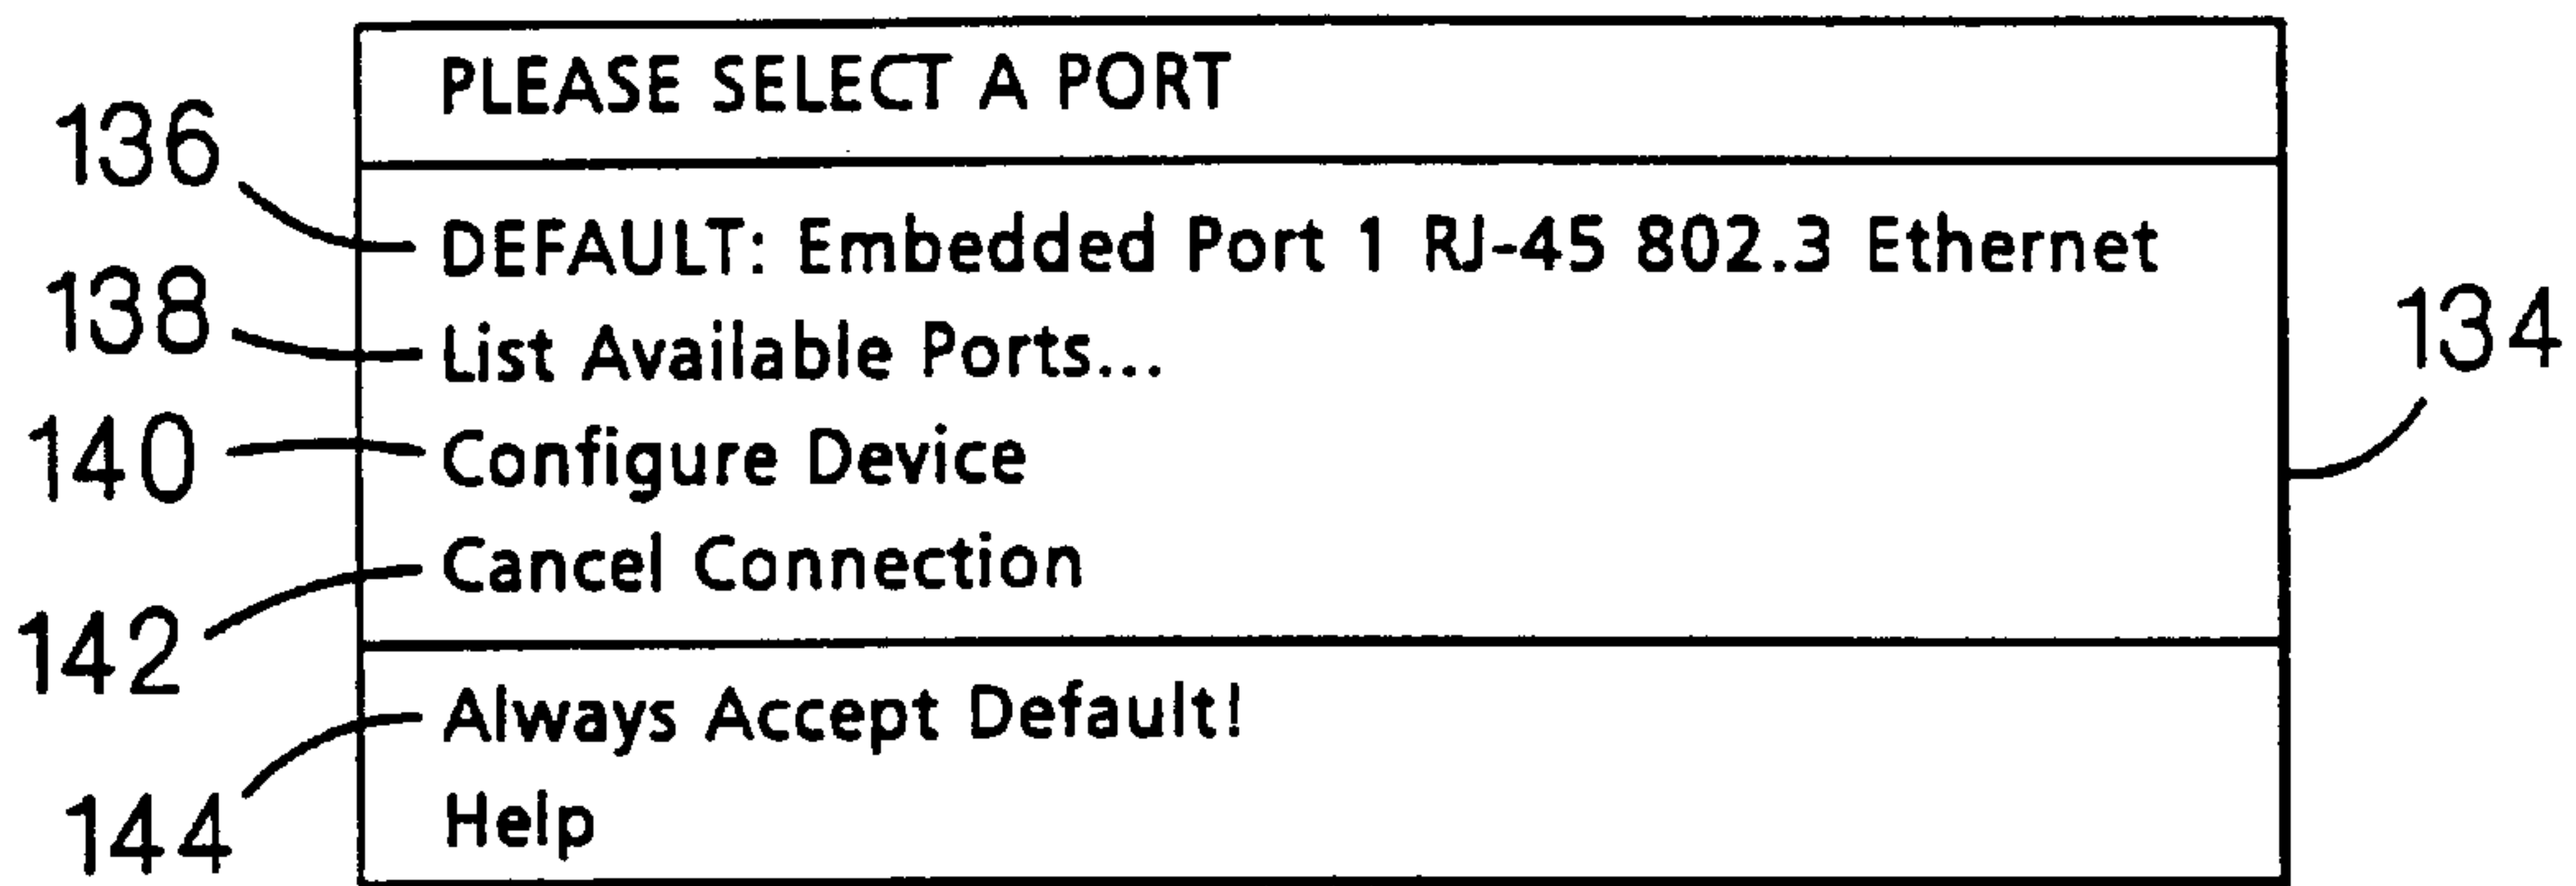 PLEASE SELECT A PORT
136
DEFAULT: Embedded Port 1 RJ-45 802.3 Ethernet
138
List Available Ports...
134
140
Configure Device
Cancel Connection
142
Always Accept Default!
144
Help